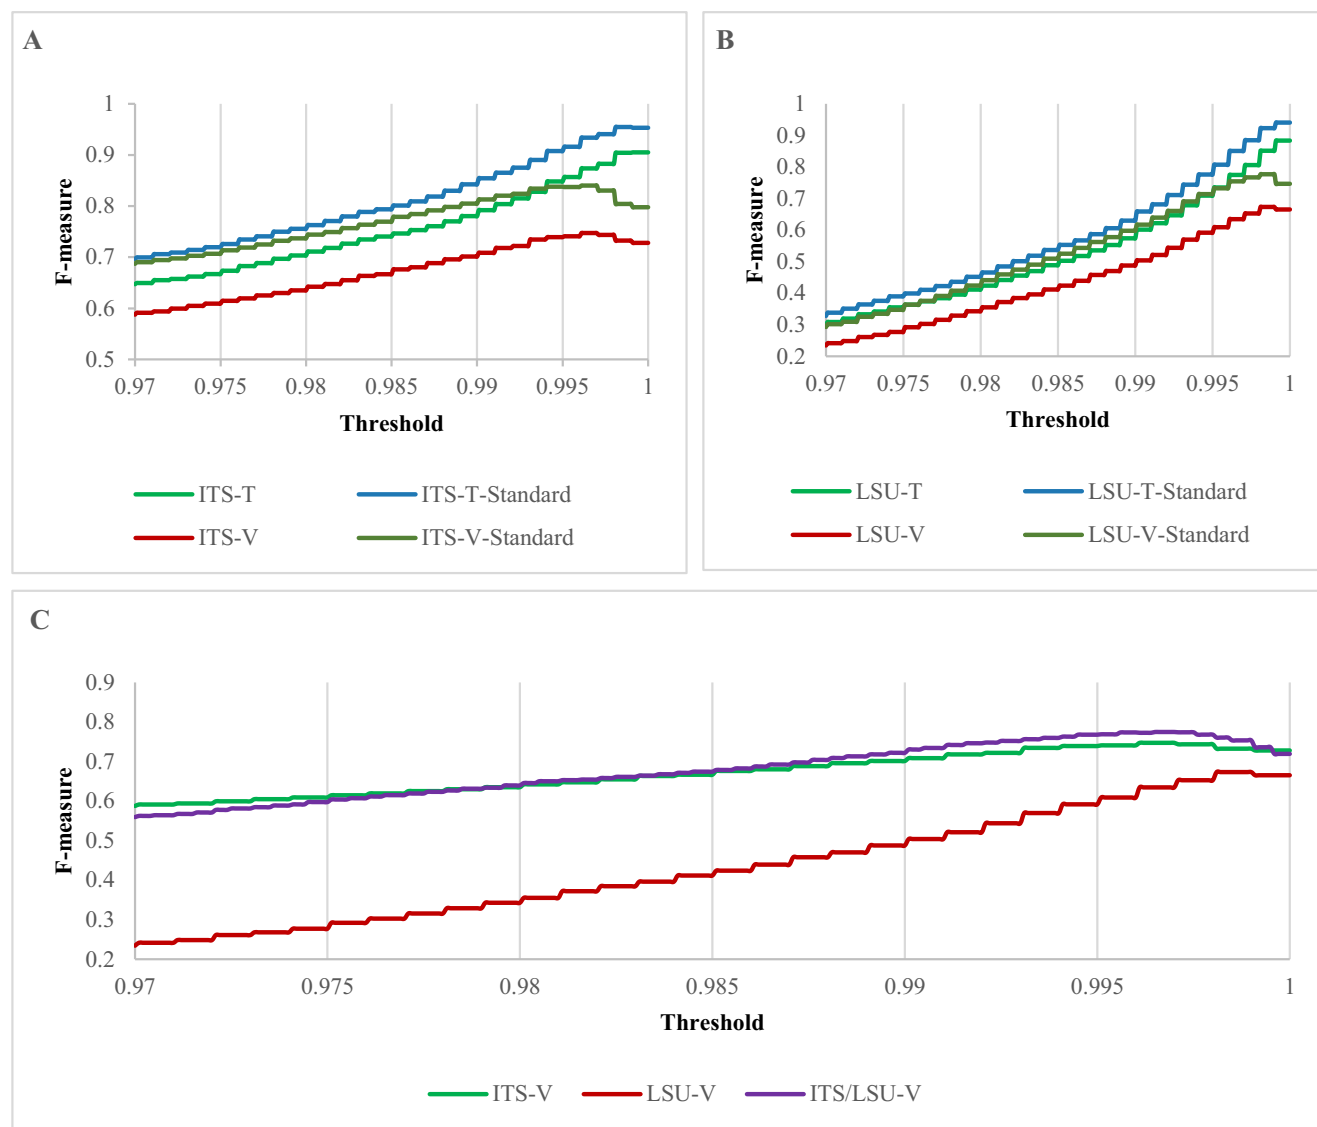 A
1
0.9
0.8
0.7
0.6
0.5
F-measure
0.97 0.975 0.98 0.985 0.99 0.995 1
Threshold
ITS-T ITS-T-Standard
ITS-V ITS-V-Standard
B
1
0.9
0.8
0.7
0.6
0.5
0.4
0.3
0.2
F-measure
0.97 0.975 0.98 0.985 0.99 0.995 1
Threshold
LSU-T LSU-T-Standard
LSU-V LSU-V-Standard
C
0.9
0.8
0.7
0.6
0.5
0.4
0.3
0.2
F-measure
0.97 0.975 0.98 0.985 0.99 0.995 1
Threshold
ITS-V LSU-V ITS/LSU-V